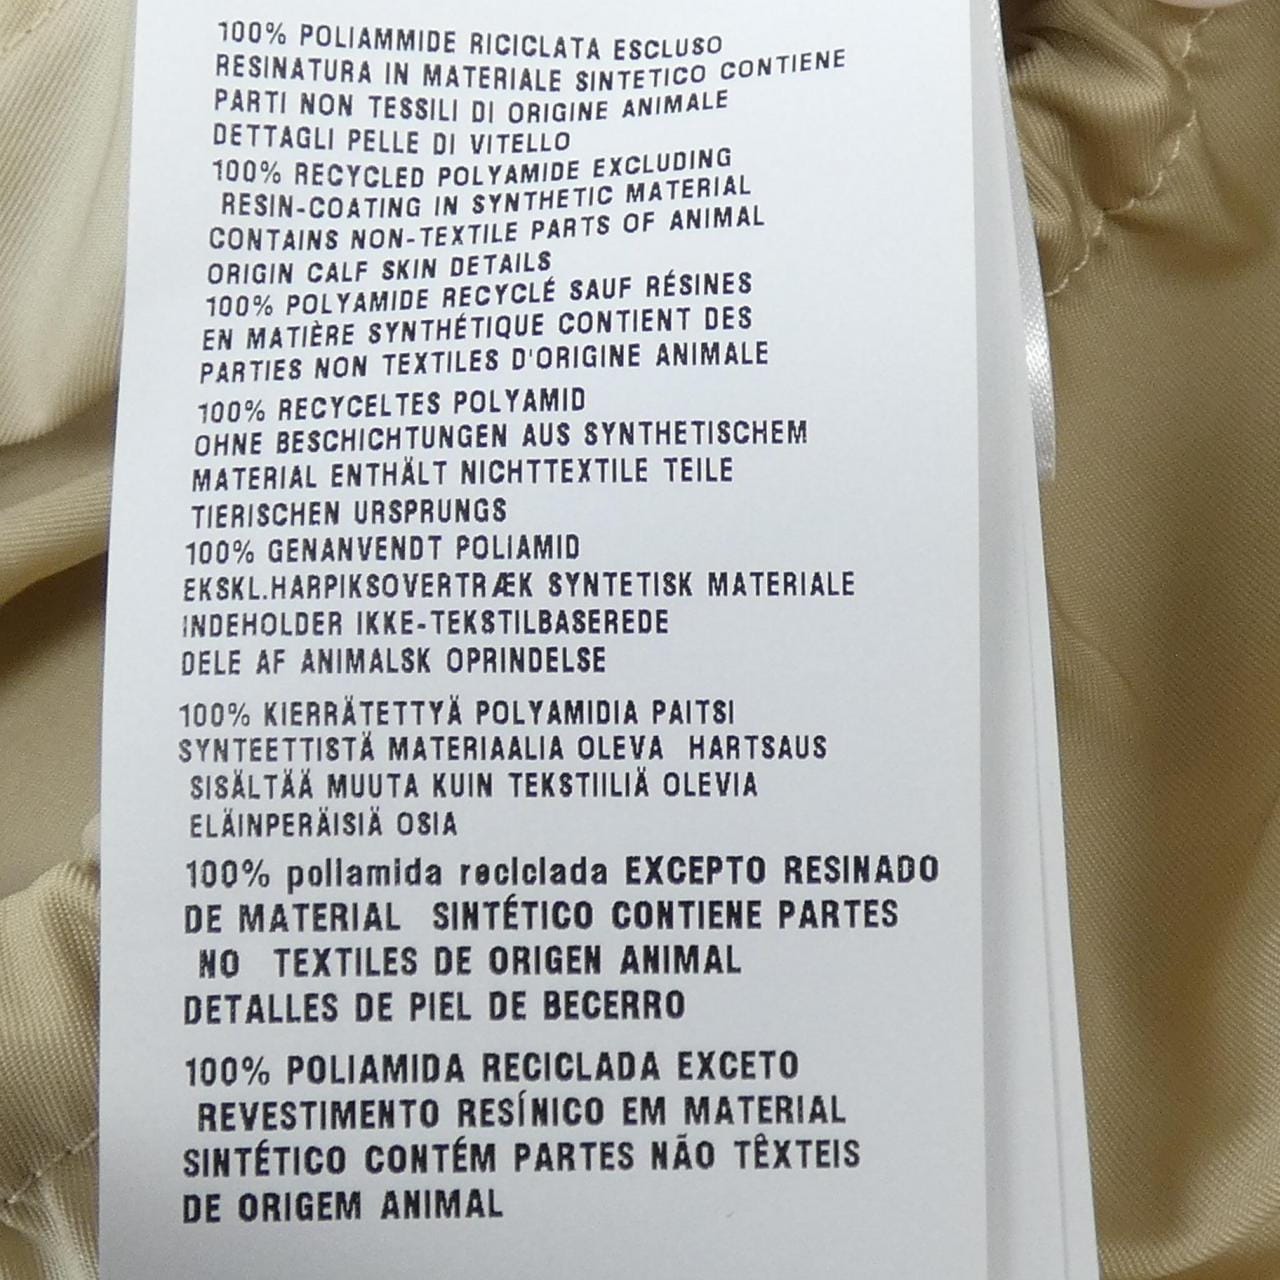 100% POLIAMMIDE RICICLATA ESCLUSO
RESINATURA IN MATERIALE SINTETICO CONTIENE
PARTI NON TESSILI DI ORIGINE ANIMALE
DETTAGLI PELLE DI VITELLO
100% RECYCLED POLYAMIDE EXCLUDING
RESIN-COATING IN SYNTHETIC MATERIAL
CONTAINS NON-TEXTILE PARTS OF ANIMAL
ORIGIN CALF SKIN DETAILS
100% POLYAMIDE RECYCLÉ SAUF RÉSINES
EN MATIÈRE SYNTHÉTIQUE CONTIENT DES
PARTIES NON TEXTILES D'ORIGINE ANIMALE
100% RECYCELTES POLYAMID
OHNE BESCHICHTUNGEN AUS SYNTHETISCHEM
MATERIAL ENTHÄLT NICHTTEXTILE TEILE
TIERISCHEN URSPRUNGS
100% GENANVENDT POLIAMID
EKSKL.HARPIKSOVERTRÆK SYNTETISK MATERIALE
INDEHOLDER IKKE-TEKSTILBASEREDE
DELE AF ANIMALSK OPRINDELSE
100% KIERRÄTETTYÄ POLYAMIDIA PAITSI
SYNTEETTISTÄ MATERIAALIA OLEVA HARTSAUS
SISÄLTÄÄ MUUTA KUIN TEKSTIILIÄ OLEVIA
ELÄINPERÄISIÄ OSIA
100% poliamida reciclada EXCEPTO RESINADO
DE MATERIAL SINTÉTICO CONTIENE PARTES
NO TEXTILES DE ORIGEN ANIMAL
DETALLES DE PIEL DE BECERRO
100% POLIAMIDA RECICLADA EXCETO
REVESTIMENTO RESÍNICO EM MATERIAL
SINTÉTICO CONTÉM PARTES NÃO TÊXTEIS
DE ORIGEM ANIMAL